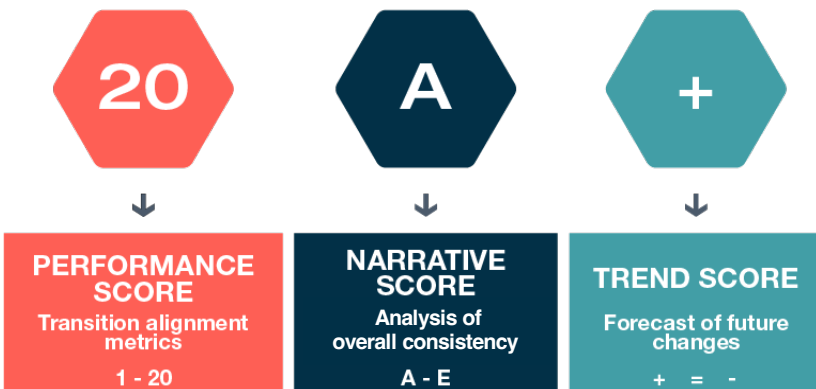 20
A
+
PERFORMANCE
SCORE
Transition alignment
metrics
1 - 20
NARRATIVE
SCORE
Analysis of
overall consistency
A - E
TREND SCORE
Forecast of future
changes
+ = -